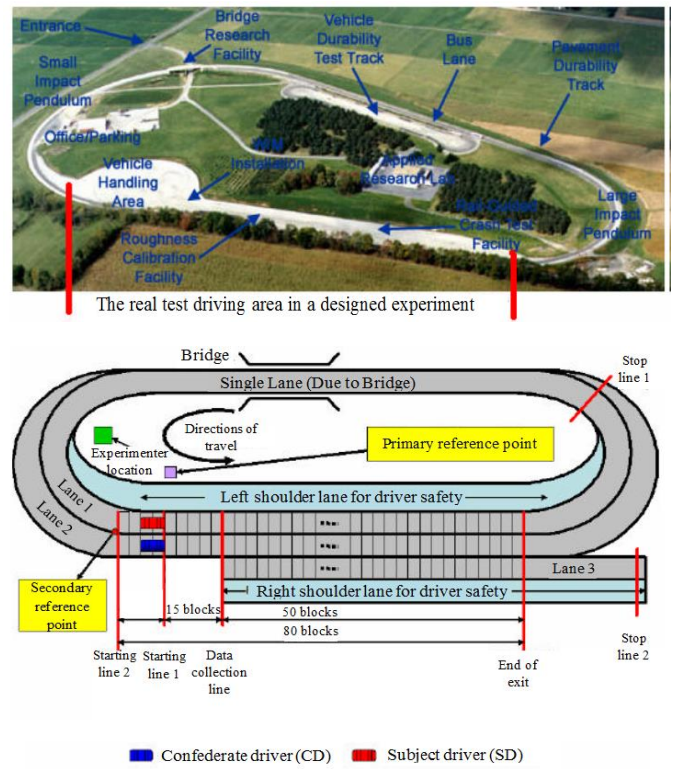 Entrance
Bridge
Research
Facility
Vehicle
Durability
Test Track
Bus
Lane
Pavement
Durability
Track
Small
Impact
Pendulum
Office/Parking
Vehicle
Handling
Area
Installation
Applied
Research Lab
Large
Impact
Pendulum
Crash Test
Facility
Roughness
Calibration
Facility
The real test driving area in a designed experiment
Bridge
Single Lane (Due to Bridge)
Stop
line 1
Directions of
travel
Primary reference point
Experimenter
location
Lane 1
Lane 2
Left shoulder lane for driver safety
Lane 3
Secondary
reference
point
Right shoulder lane for driver safety
15 blocks
50 blocks
80 blocks
Starting
line 2
Starting
line 1
Data
collection
line
End of
exit
Stop
line 2
Confederate driver (CD)
Subject driver (SD)